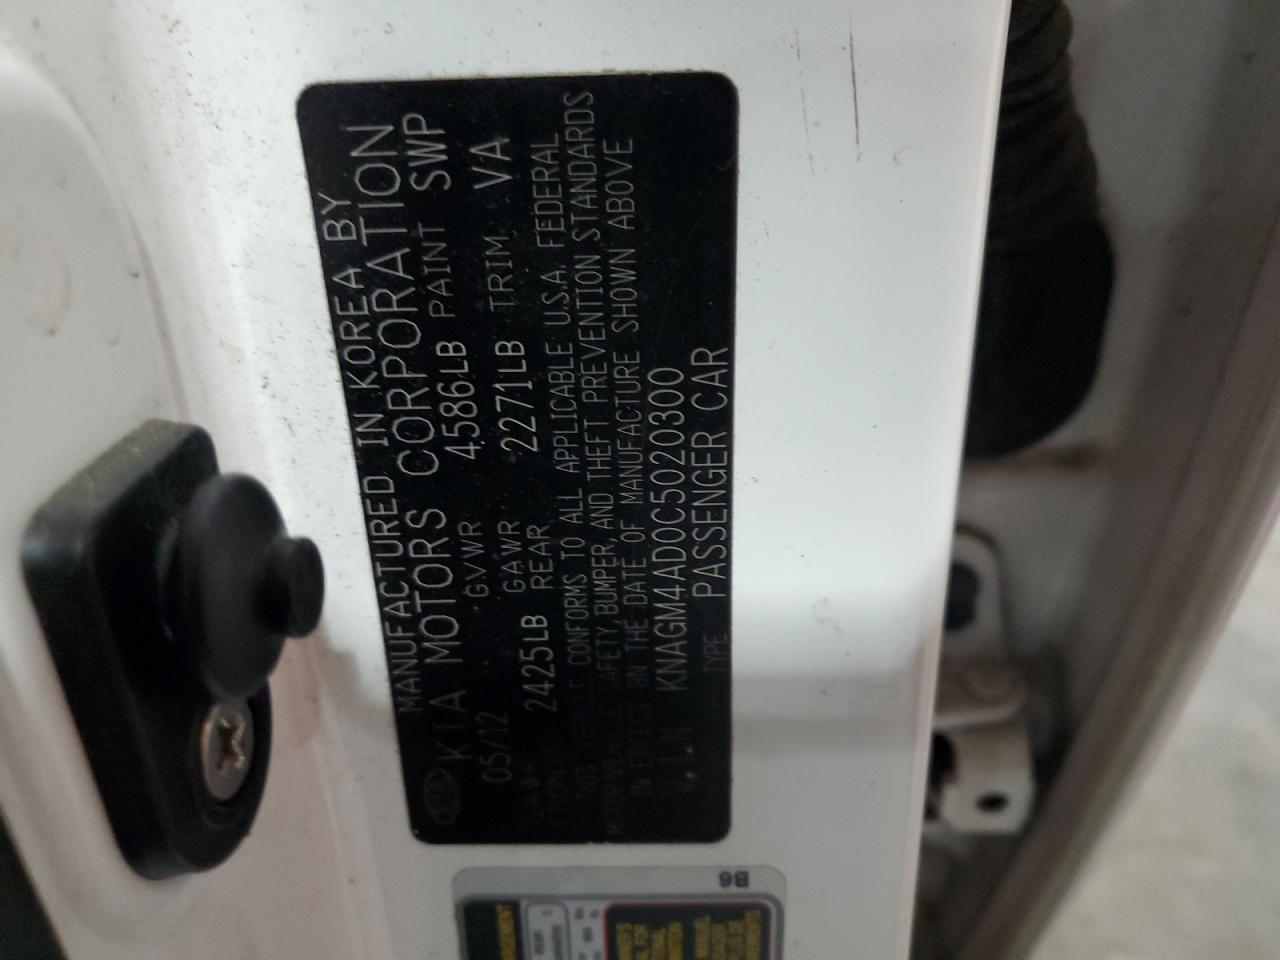 MANUFACTURED IN KOREA BY
KIA MOTORS CORPORATION
05/12 GVWR 4586LB PAINT SWP
GAWR FRONT 2425LB GAWR REAR 2271LB TRIM VA
THIS VEHICLE CONFORMS TO ALL APPLICABLE U.S.A. FEDERAL
MOTOR VEHICLE SAFETY, BUMPER, AND THEFT PREVENTION STANDARDS
IN EFFECT ON THE DATE OF MANUFACTURE SHOWN ABOVE
V.I.N KNAGM4AD0C5020300
TYPE PASSENGER CAR
B6